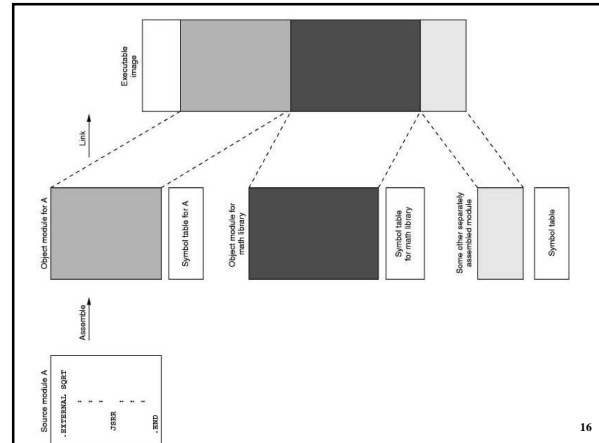 Source module A
.EXTERNAL SQRT
:
:
:
JSRR
:
:
:
.END
Assemble
Object module for A
Symbol table for A
Object module for
math library
Symbol table
for math library
Some other separately
assembled module
Symbol table
Link
Executable
image
16